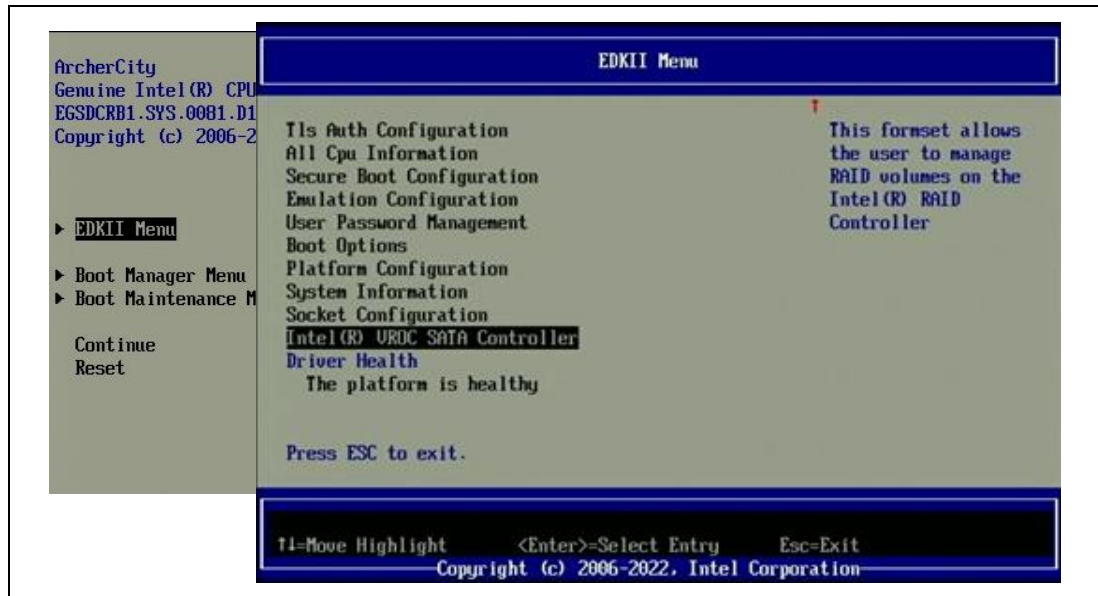 ArcherCity
Genuine Intel(R) CPU
EGSDCRB1.SYS.0081.D1
Copyright (c) 2006-2
EDKII Menu
Boot Manager Menu
Boot Maintenance M
Continue
Reset
EDKII Menu
Tls Auth Configuration
All Cpu Information
Secure Boot Configuration
Emulation Configuration
User Password Management
Boot Options
Platform Configuration
System Information
Socket Configuration
Intel(R) VROC SATA Controller
Driver Health
The platform is healthy
Press ESC to exit.
This formset allows
the user to manage
RAID volumes on the
Intel(R) RAID
Controller
↑↓=Move Highlight <Enter>=Select Entry Esc=Exit
Copyright (c) 2006-2022, Intel Corporation